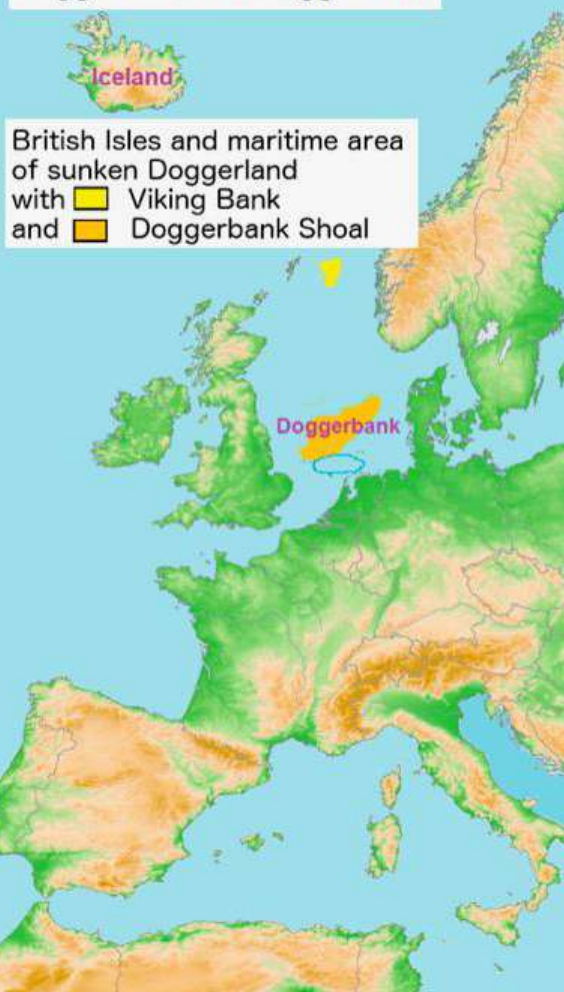 Iceland
British Isles and maritime area
of sunken Doggerland
with Viking Bank
and Doggerbank Shoal
Doggerbank